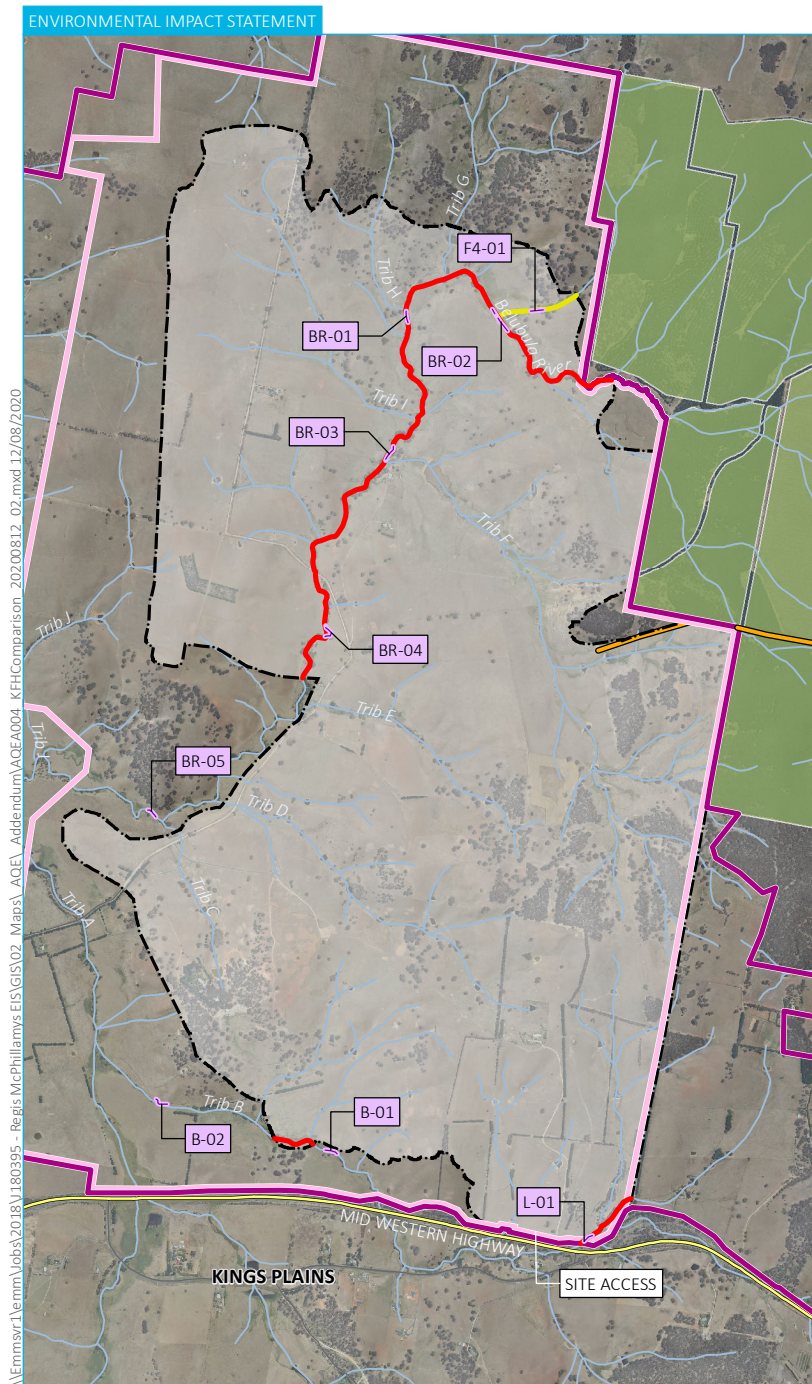 ENVIRONMENTAL IMPACT STATEMENT
Trib G
F4-01
Trib H
BR-01
Belubula River
BR-02
Trib I
BR-03
Trib F
Trib J
BR-04
Trib E
Trib L
BR-05
Trib D
Trib C
Trib A
Trib B
B-01
B-02
L-01
MID WESTERN HIGHWAY
KINGS PLAINS
SITE ACCESS
\\Emmsvr1\emm\Jobs\2018\J180395 - Regis McPhillamys EIS\GIS\02_Maps\_AQE\_Addendum\AQEA004_KFHComparison_20200812_02.mxd 12/08/2020